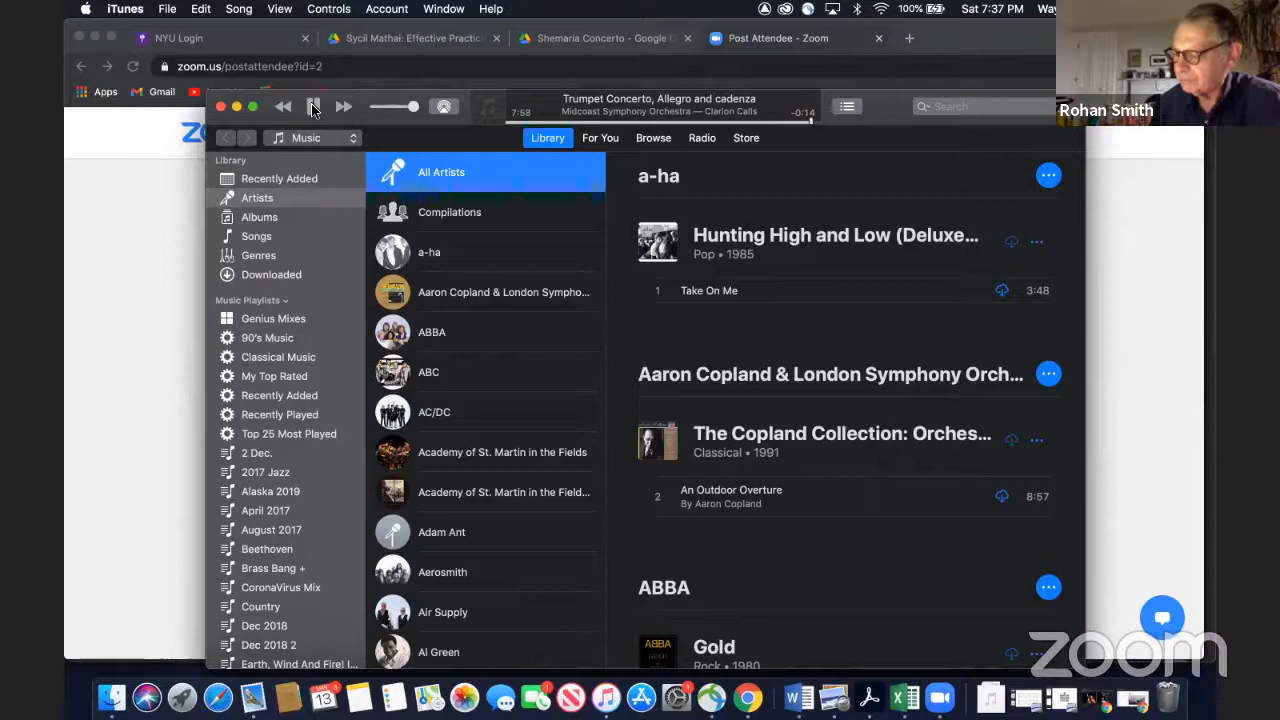 iTunes File Edit Song View Controls Account Window Help 100% Sat 7:37 PM
NYU Login Sycil Mathai: Effective Practic Shemaria Concerto - Google Post Attendee - Zoom
zoom.us/postattendee?id=2
Apps Gmail
Rohan Smith
7:58 Trumpet Concerto, Allegro and cadenza -0:14
Midcoast Symphony Orchestra — Clarion Calls
Search
Music
Library For You Browse Radio Store
Library
Recently Added
Artists
Albums
Songs
Genres
Downloaded
Music Playlists
Genius Mixes
90's Music
Classical Music
My Top Rated
Recently Added
Recently Played
Top 25 Most Played
2 Dec.
2017 Jazz
Alaska 2019
April 2017
August 2017
Beethoven
Brass Bang +
CoronaVirus Mix
Country
Dec 2018
Dec 2018 2
Earth, Wind And Fire! I...
All Artists
Compilations
a-ha
Aaron Copland & London Sympho...
ABBA
ABC
AC/DC
Academy of St. Martin in the Fields
Academy of St. Martin in the Field...
Adam Ant
Aerosmith
Air Supply
Al Green
a-ha
Hunting High and Low (Deluxe...
Pop • 1985
1 Take On Me 3:48
Aaron Copland & London Symphony Orch...
The Copland Collection: Orches...
Classical • 1991
2 An Outdoor Overture 8:57
By Aaron Copland
ABBA
Gold
Rock • 1980
ABBA
GOLD
zoom